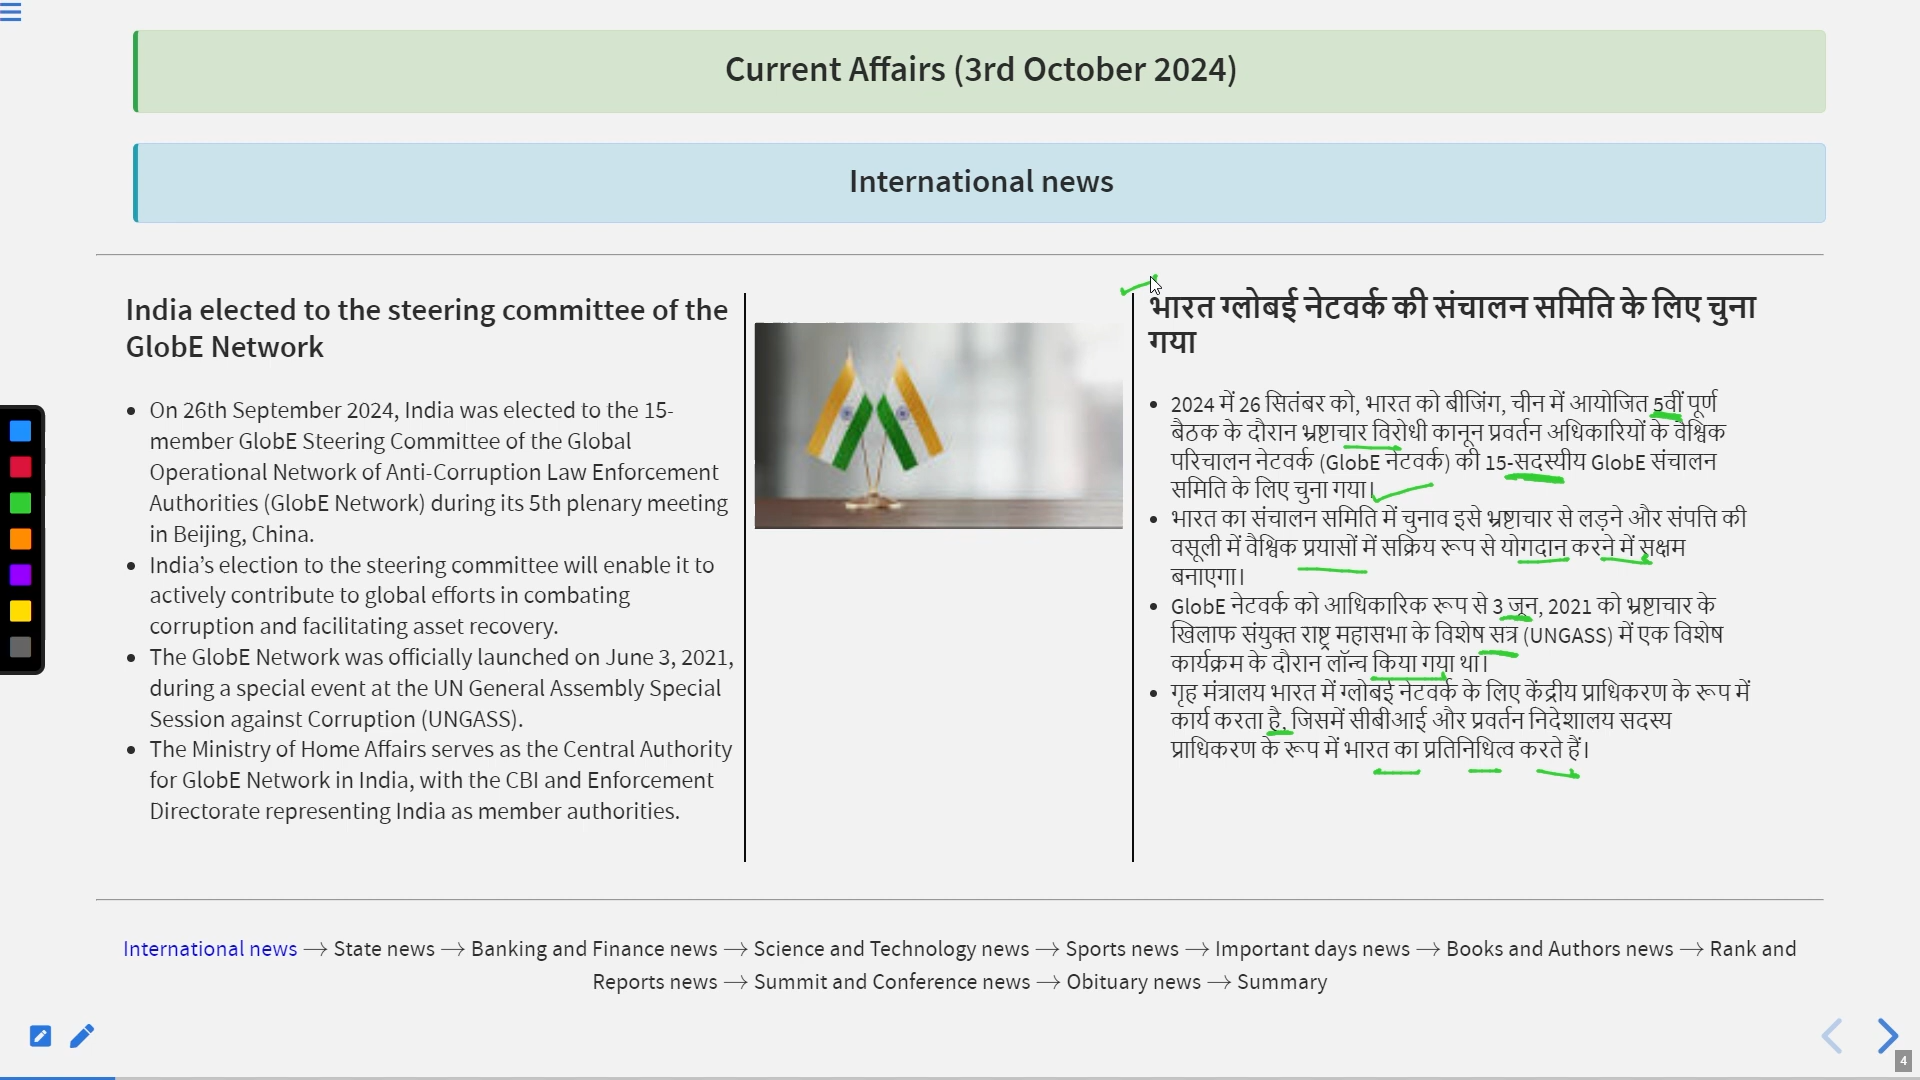 Current Affairs (3rd October 2024)
International news
India elected to the steering committee of the
GlobE Network
On 26th September 2024, India was elected to the 15-
member GlobE Steering Committee of the Global
Operational Network of Anti-Corruption Law Enforcement
Authorities (GlobE Network) during its 5th plenary meeting
in Beijing, China.
India’s election to the steering committee will enable it to
actively contribute to global efforts in combating
corruption and facilitating asset recovery.
The GlobE Network was officially launched on June 3, 2021,
during a special event at the UN General Assembly Special
Session against Corruption (UNGASS).
The Ministry of Home Affairs serves as the Central Authority
for GlobE Network in India, with the CBI and Enforcement
Directorate representing India as member authorities.
भारत ग्लोबई नेटवर्क की संचालन समिति के लिए चुना
गया
2024 में 26 सितंबर को, भारत को बीजिंग, चीन में आयोजित 5वीं पूर्ण
बैठक के दौरान भ्रष्टाचार विरोधी कानून प्रवर्तन अधिकारियों के वैश्विक
परिचालन नेटवर्क (GlobE नेटवर्क) की 15-सदस्यीय GlobE संचालन
समिति के लिए चुना गया।
भारत का संचालन समिति में चुनाव इसे भ्रष्टाचार से लड़ने और संपत्ति की
वसूली में वैश्विक प्रयासों में सक्रिय रूप से योगदान करने में सक्षम
बनाएगा।
GlobE नेटवर्क को आधिकारिक रूप से 3 जून, 2021 को भ्रष्टाचार के
खिलाफ संयुक्त राष्ट्र महासभा के विशेष सत्र (UNGASS) में एक विशेष
कार्यक्रम के दौरान लॉन्च किया गया था।
गृह मंत्रालय भारत में ग्लोबई नेटवर्क के लिए केंद्रीय प्राधिकरण के रूप में
कार्य करता है, जिसमें सीबीआई और प्रवर्तन निदेशालय सदस्य
प्राधिकरण के रूप में भारत का प्रतिनिधित्व करते हैं।
International news → State news → Banking and Finance news → Science and Technology news → Sports news → Important days news → Books and Authors news → Rank and
Reports news → Summit and Conference news → Obituary news → Summary
4